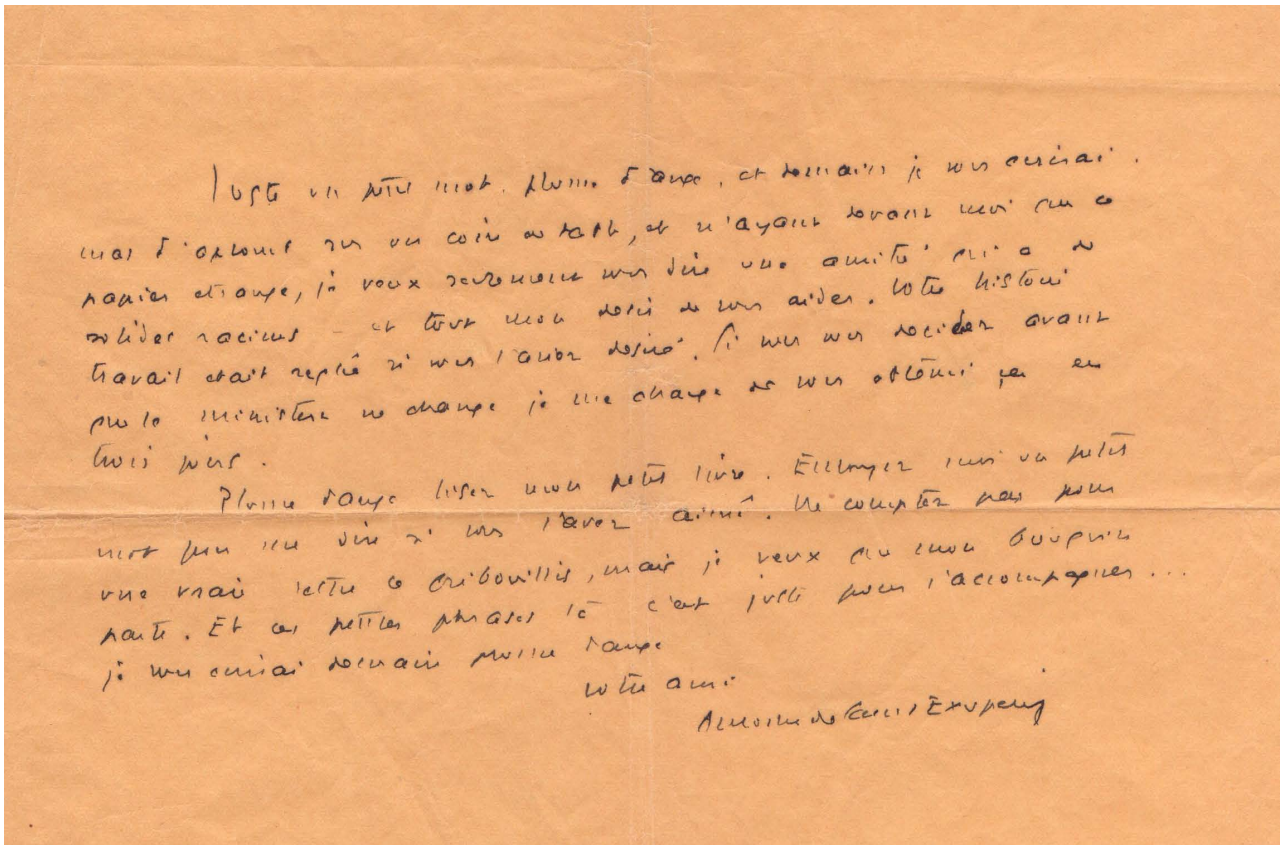 Juste un petit mot, plume d'ange, et demain je vous écrirai.
mais d'abord sur un coin de table, et n'ayant devant moi que ce
papier étrange, je veux seulement vous dire une amitié qui a de
solides racines – et tout mon désir de vous aider. Votre histoire
travail était réglé si vous l'aviez désiré. Si vous vous décidez avant
que le ministère ne change je me charge de vous obtenir ça en
trois jours.
Plume d'ange lisez mon petit livre. Envoyez moi un petit
mot pour me dire si vous l'avez aimé. Ne comptez pas pour
une vraie lettre ce gribouillis, mais je veux que mon bouquin
parte. Et ces petites phrases là c'est juste pour l'accompagner...
je vous écrirai demain plume d'ange
votre ami
Antoine de Saint Exupéry